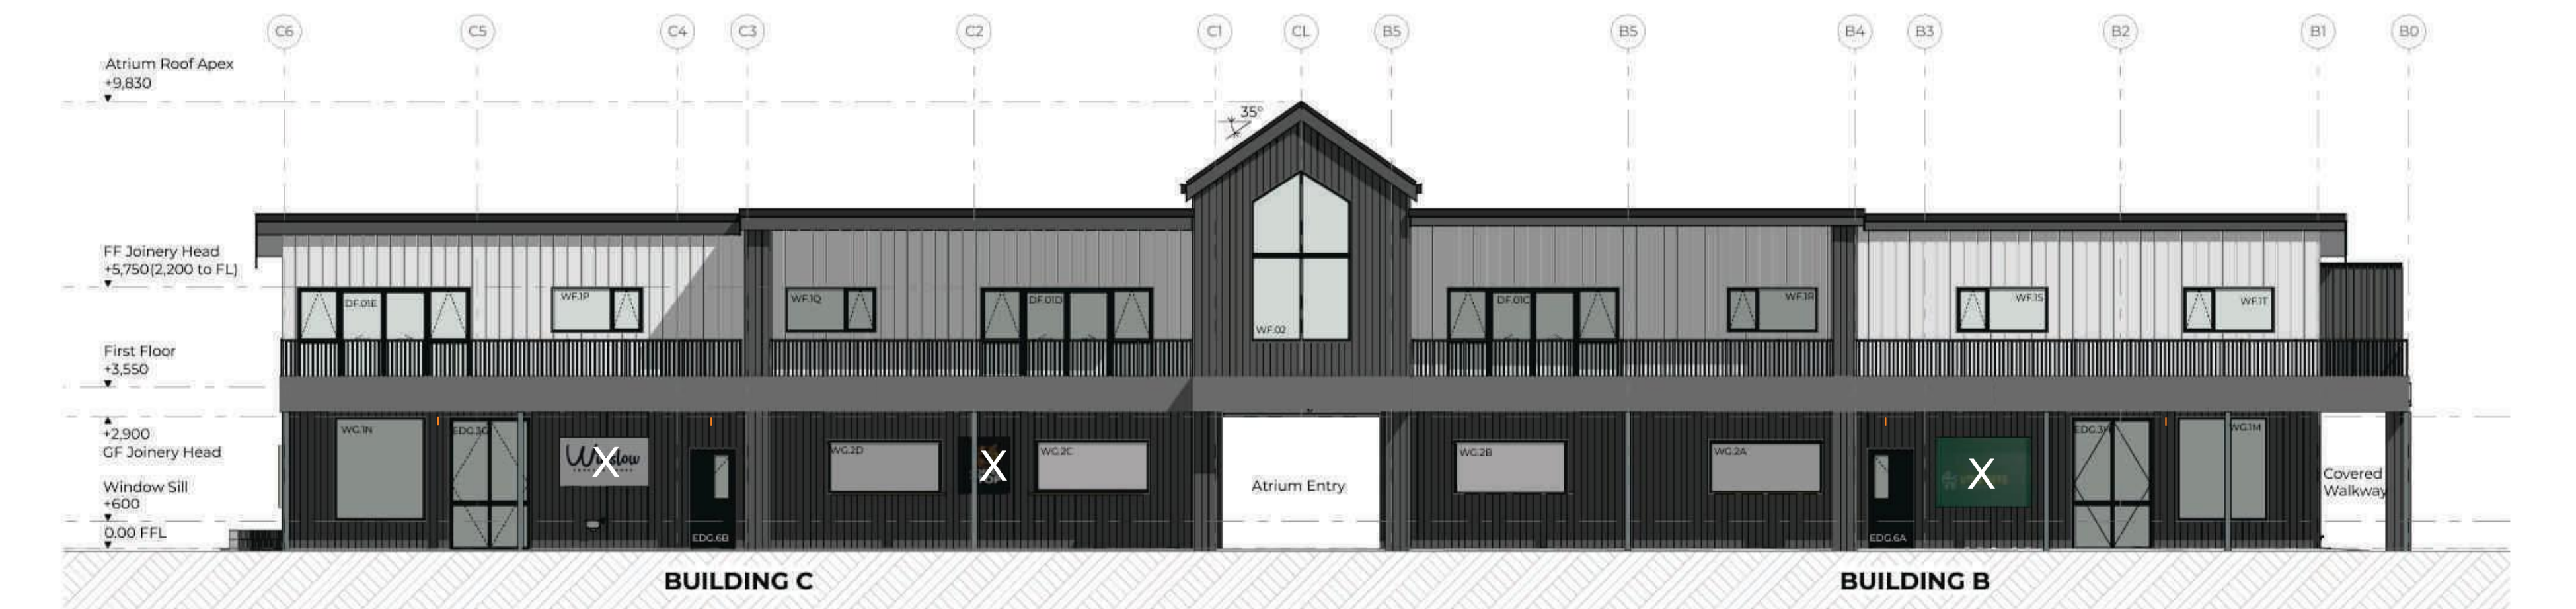 C6 C5 C4 C3 C2 C1 CL B5 B5 B4 B3 B2 B1 B0
Atrium Roof Apex
+9,830
35°
FF Joinery Head
+5,750(2,200 to FL)
DF.01E WF.1P WF.1Q DF.01D WF.02 DF.01C WF.1R WF.1S WF.1T
First Floor
+3,550
+2,900
GF Joinery Head
WG.1N EDG.3G WG.2D WG.2C WG.2B WG.2A WG.1M
Winslow
X X X
Window Sill
+600
0.00 FFL
EDG.6B
Atrium Entry
EDG.6A
Covered
Walkway
BUILDING C BUILDING B